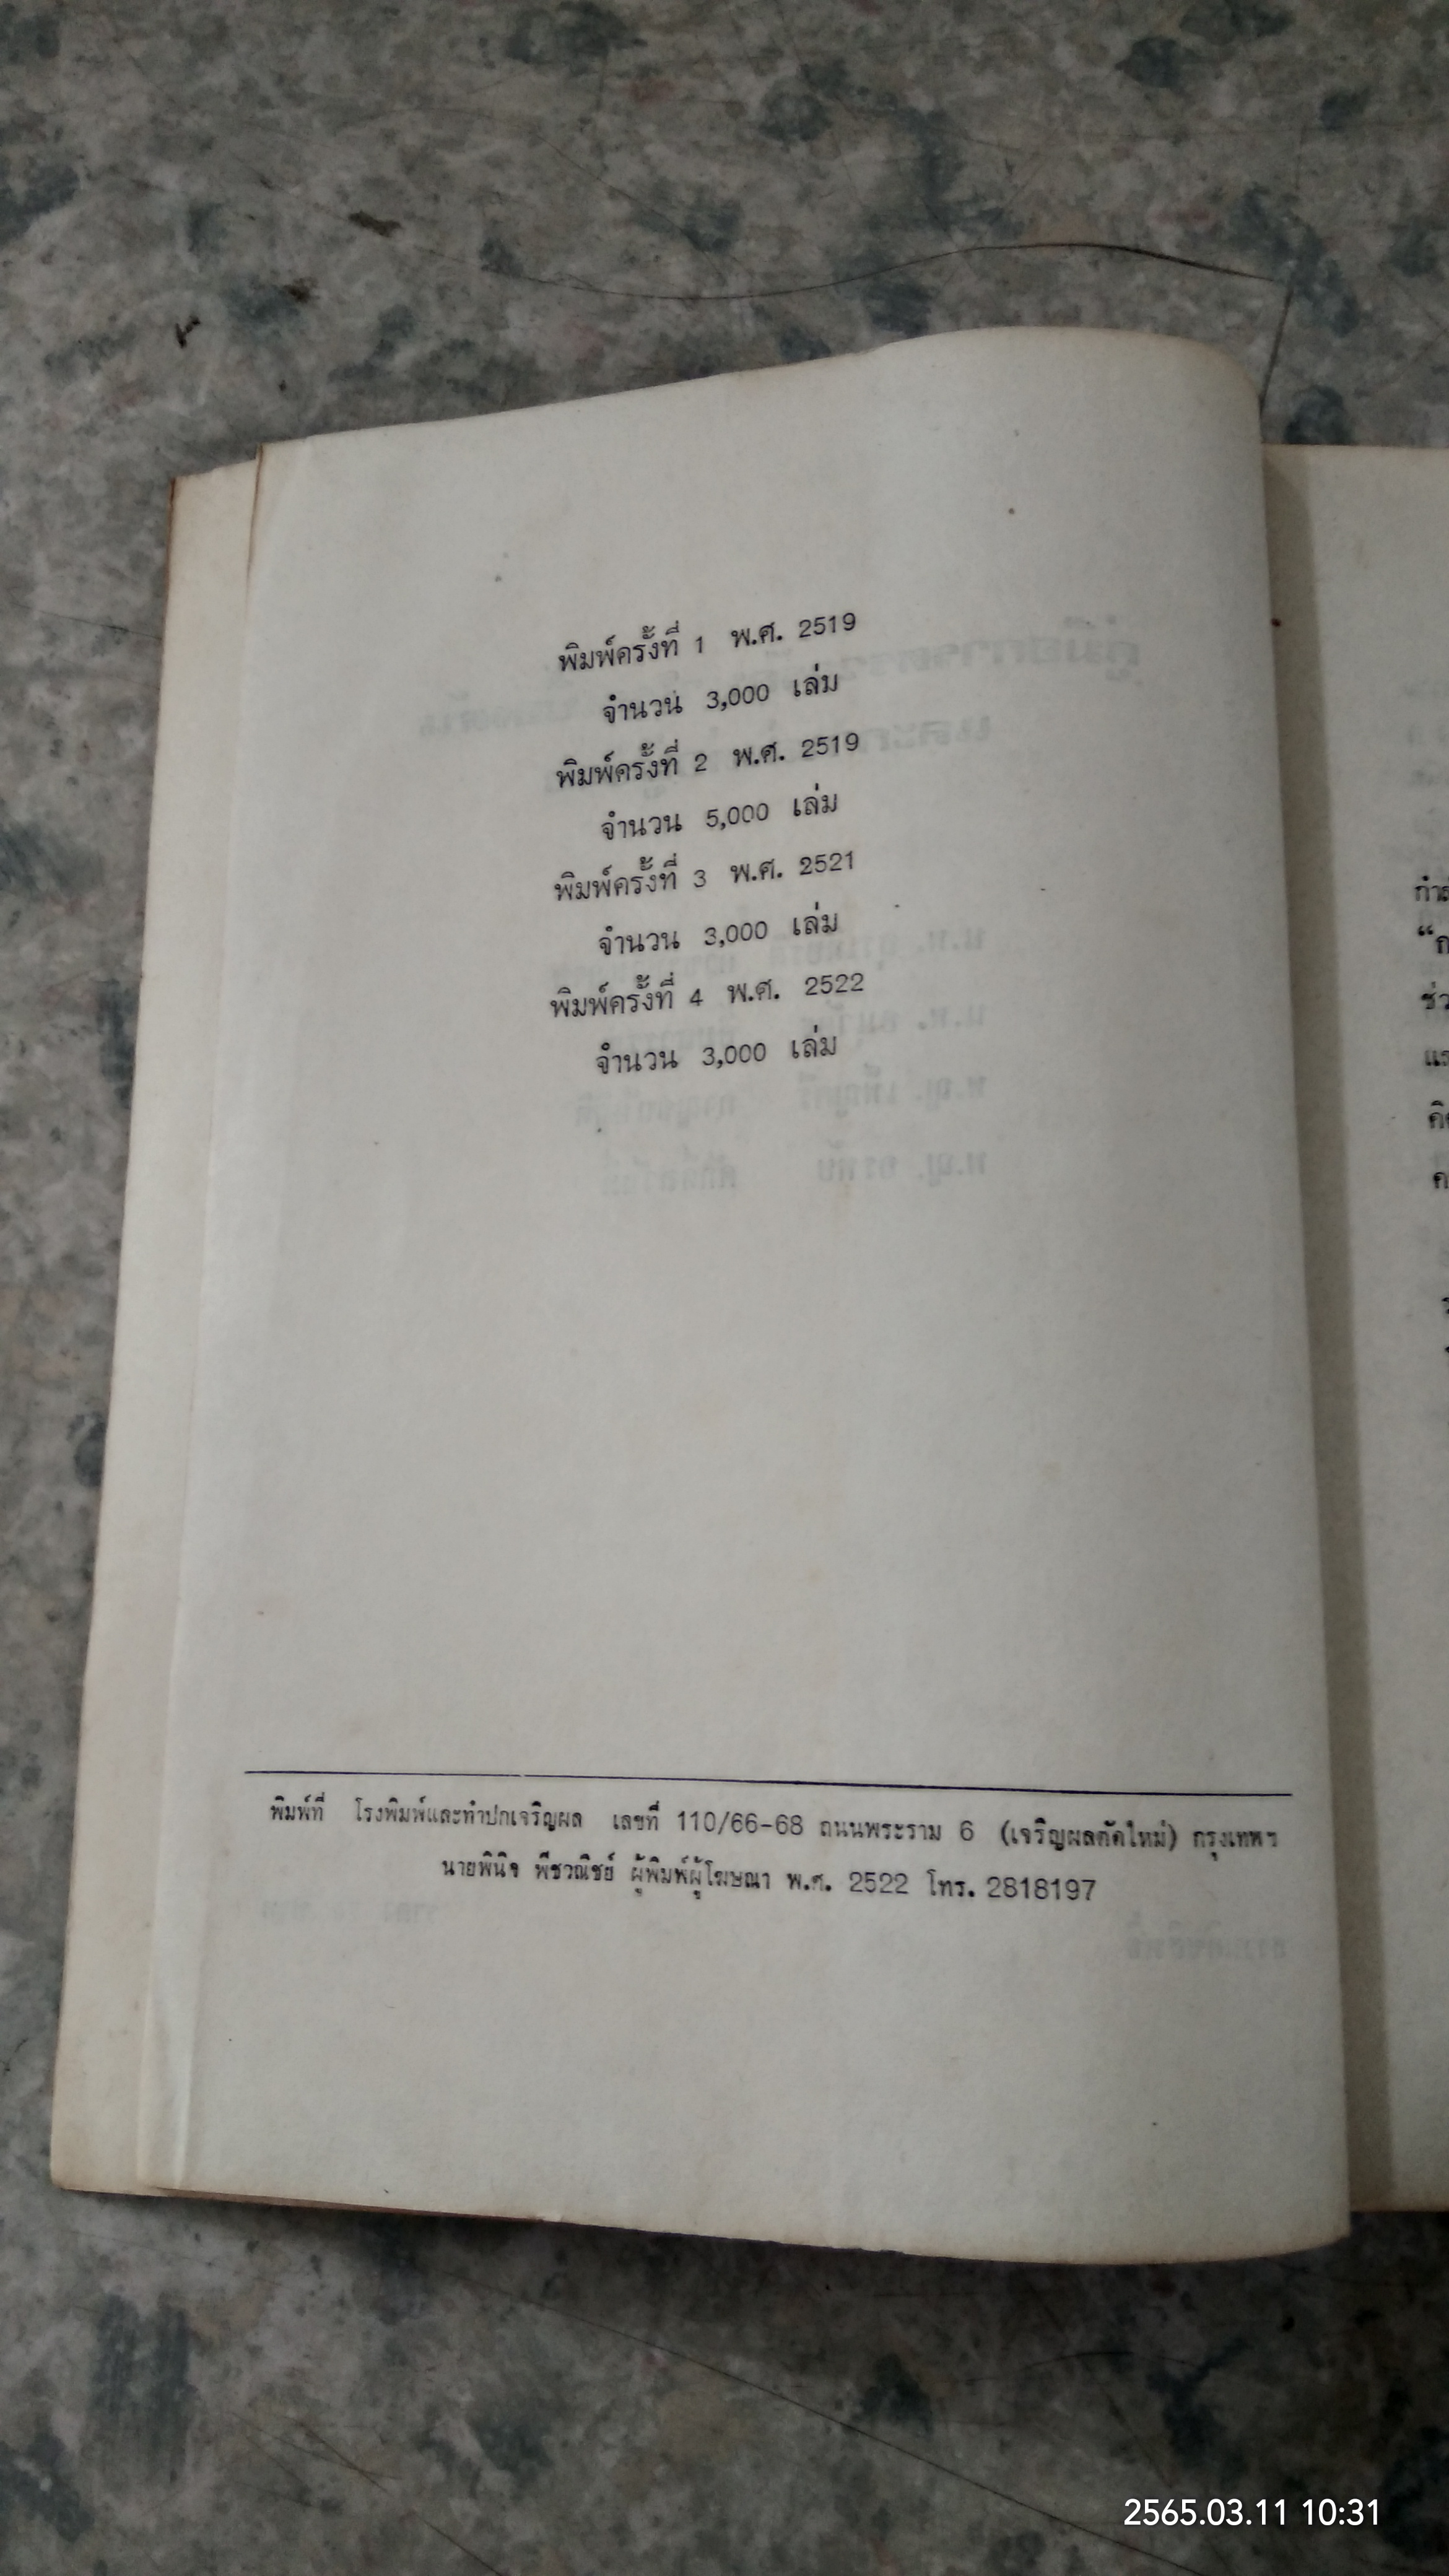 พิมพ์ครั้งที่ 1 พ.ศ. 2519
จำนวน 3,000 เล่ม
พิมพ์ครั้งที่ 2 พ.ศ. 2519
จำนวน 5,000 เล่ม
พิมพ์ครั้งที่ 3 พ.ศ. 2521
จำนวน 3,000 เล่ม
พิมพ์ครั้งที่ 4 พ.ศ. 2522
จำนวน 3,000 เล่ม
พิมพ์ที่ โรงพิมพ์และทำปกเจริญผล เลขที่ 110/66-68 ถนนพระราม 6 (เจริญผลตัดใหม่) กรุงเทพฯ
นายพินิจ พีชวณิชย์ ผู้พิมพ์ผู้โฆษณา พ.ศ. 2522 โทร. 2818197
2565.03.11 10:31